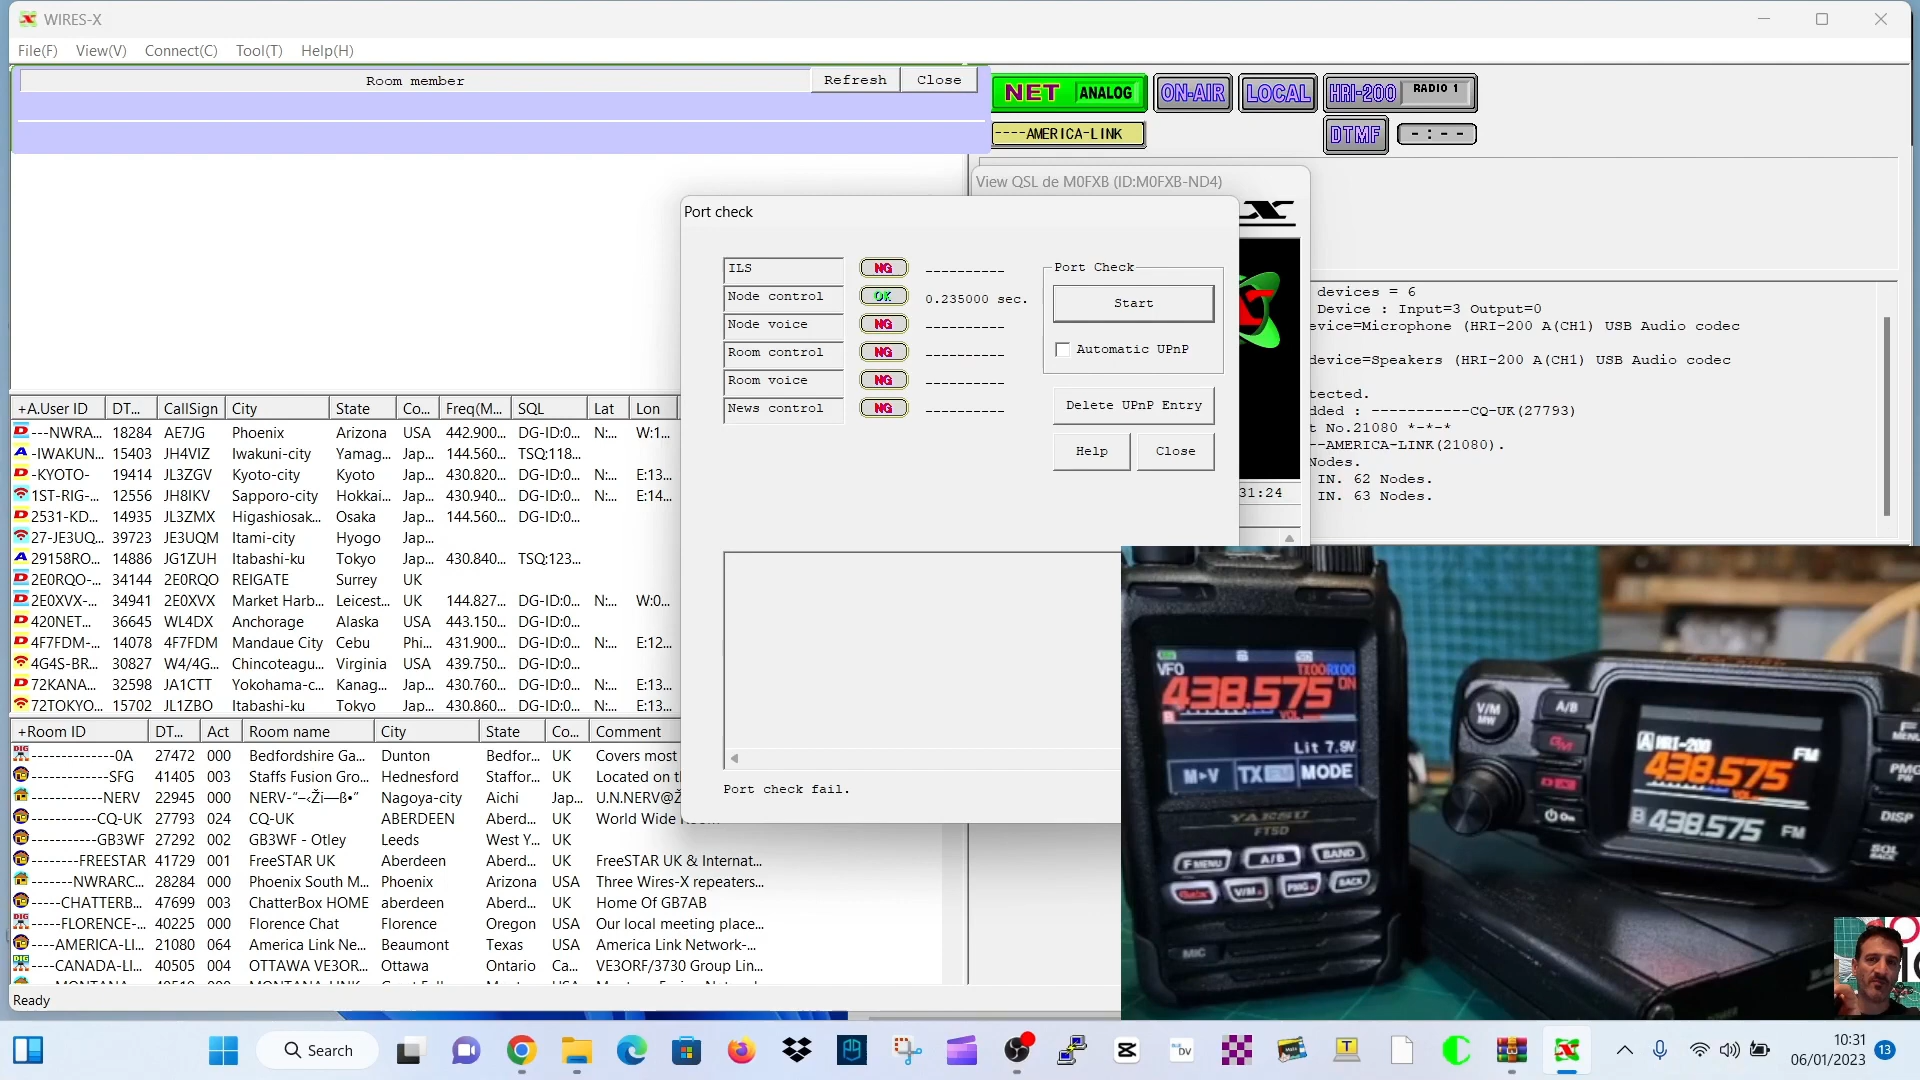 WIRES-X
File(F) View(V) Connect(C) Tool(T) Help(H)
Room member Refresh Close
NET ANALOG ON-AIR LOCAL HRI-200 RADIO 1
----AMERICA-LINK DTMF -:--
View QSL de M0FXB (ID:M0FXB-ND4)
Port check
ILS NG ----------
Node control OK 0.235000 sec.
Node voice NG ----------
Room control NG ----------
Room voice NG ----------
News control NG ----------
Port Check
Start
Automatic UPnP
Delete UPnP Entry
Help Close
Port check fail.
31:24
devices = 6
Device : Input=3 Output=0
evice=Microphone (HRI-200 A(CH1) USB Audio codec
device=Speakers (HRI-200 A(CH1) USB Audio codec
tected.
dded : -----------CQ-UK(27793)
t No.21080 *-*-*
--AMERICA-LINK(21080).
Nodes.
IN. 62 Nodes.
IN. 63 Nodes.
+A.User ID DT... CallSign City State Co... Freq(M... SQL Lat Lon
---NWRA... 18284 AE7JG Phoenix Arizona USA 442.900... DG-ID:0... N:... W:1...
-IWAKUN... 15403 JH4VIZ Iwakuni-city Yamag... Jap... 144.560... TSQ:118...
-KYOTO- 19414 JL3ZGV Kyoto-city Kyoto Jap... 430.820... DG-ID:0... N:... E:13...
1ST-RIG-... 12556 JH8IKV Sapporo-city Hokkai... Jap... 430.940... DG-ID:0... N:... E:14...
2531-KD... 14935 JL3ZMX Higashiosak... Osaka Jap... 144.560... DG-ID:0...
27-JE3UQ... 39723 JE3UQM Itami-city Hyogo Jap...
29158RO... 14886 JG1ZUH Itabashi-ku Tokyo Jap... 430.840... TSQ:123...
2E0RQO-... 34144 2E0RQO REIGATE Surrey UK
2E0XVX-... 34941 2E0XVX Market Harb... Leicest... UK 144.827... DG-ID:0... N:... W:0...
420NET... 36645 WL4DX Anchorage Alaska USA 443.150... DG-ID:0...
4F7FDM-... 14078 4F7FDM Mandaue City Cebu Phi... 431.900... DG-ID:0... N:... E:12...
4G4S-BR... 30827 W4/4G... Chincoteagu... Virginia USA 439.750... DG-ID:0...
72KANA... 32598 JA1CTT Yokohama-c... Kanag... Jap... 430.760... DG-ID:0... N:... E:13...
72TOKYO... 15702 JL1ZBO Itabashi-ku Tokyo Jap... 430.860... DG-ID:0... N:... E:13...
+Room ID DT... Act Room name City State Co... Comment
--------------0A 27472 000 Bedfordshire Ga... Dunton Bedfor... UK Covers most
-------------SFG 41405 003 Staffs Fusion Gro... Hednesford Staffor... UK Located on t
------------NERV 22945 000 NERV-“–‹Ži—ß•” Nagoya-city Aichi Jap... U.N.NERV@Ž
-----------CQ-UK 27793 024 CQ-UK ABERDEEN Aberd... UK World Wide
-----------GB3WF 27292 002 GB3WF - Otley Leeds West Y... UK
--------FREESTAR 41729 001 FreeSTAR UK Aberdeen Aberd... UK FreeSTAR UK & Internat...
-------NWRARC... 28284 000 Phoenix South M... Phoenix Arizona USA Three Wires-X repeaters...
-----CHATTERB... 47699 003 ChatterBox HOME aberdeen Aberd... UK Home Of GB7AB
-----FLORENCE-... 40225 000 Florence Chat Florence Oregon USA Our local meeting place...
----AMERICA-LI... 21080 064 America Link Ne... Beaumont Texas USA America Link Network-...
----CANADA-LI... 40505 004 OTTAWA VE3OR... Ottawa Ontario Ca... VE3ORF/3730 Group Lin...
Ready
VFO TX00RX00
438.575 DN
B VOL
Lit 7.9V
M▸V TX MODE
YAESU
FT5D
F MENU A/B BAND
V/M BACK
MIC
V/M MW A/B
A HRI-200 FM
438.575
VOL
B 438.575 FM
F MENU
PMG
DISP
SQL BACK
Search
DV
T
10:31
06/01/2023 13